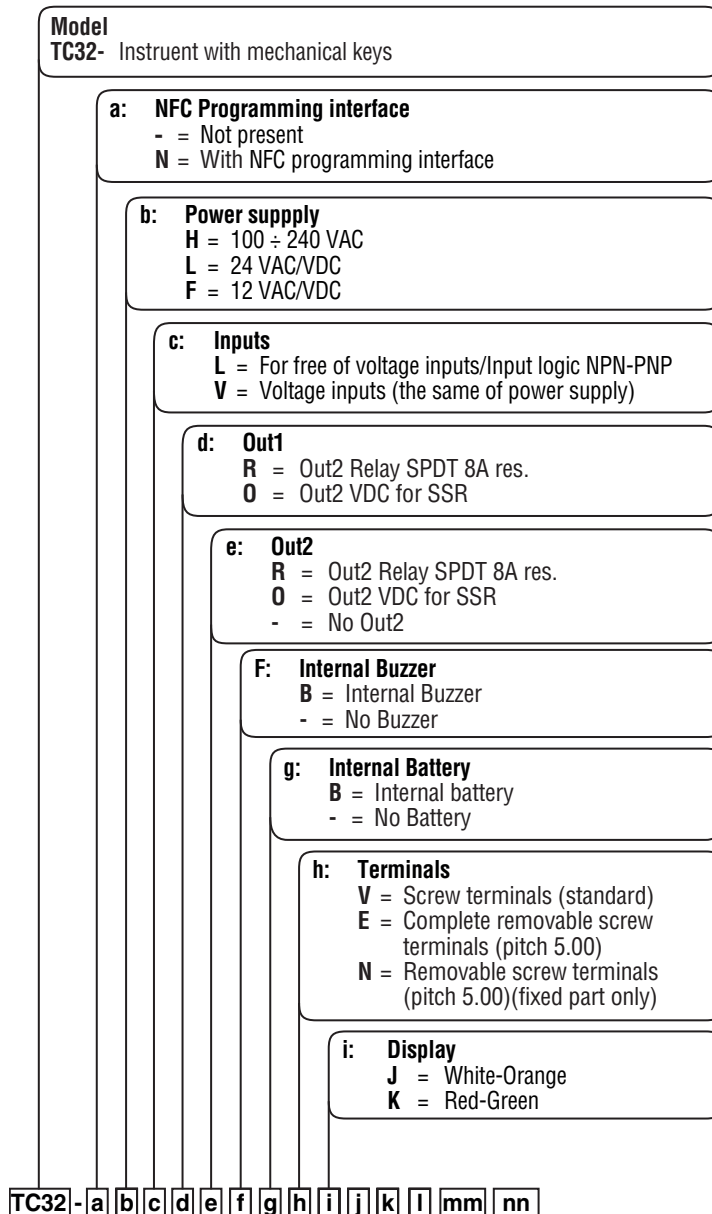 Model
TC32- Instruent with mechanical keys
a: NFC Programming interface
- = Not present
N = With NFC programming interface
b: Power suppply
H = 100 ÷ 240 VAC
L = 24 VAC/VDC
F = 12 VAC/VDC
c: Inputs
L = For free of voltage inputs/Input logic NPN-PNP
V = Voltage inputs (the same of power supply)
d: Out1
R = Out2 Relay SPDT 8A res.
O = Out2 VDC for SSR
e: Out2
R = Out2 Relay SPDT 8A res.
O = Out2 VDC for SSR
- = No Out2
F: Internal Buzzer
B = Internal Buzzer
- = No Buzzer
g: Internal Battery
B = Internal battery
- = No Battery
h: Terminals
V = Screw terminals (standard)
E = Complete removable screw
terminals (pitch 5.00)
N = Removable screw terminals
(pitch 5.00)(fixed part only)
i: Display
J = White-Orange
K = Red-Green
TC32 - a b c d e f g h i j k l mm nn